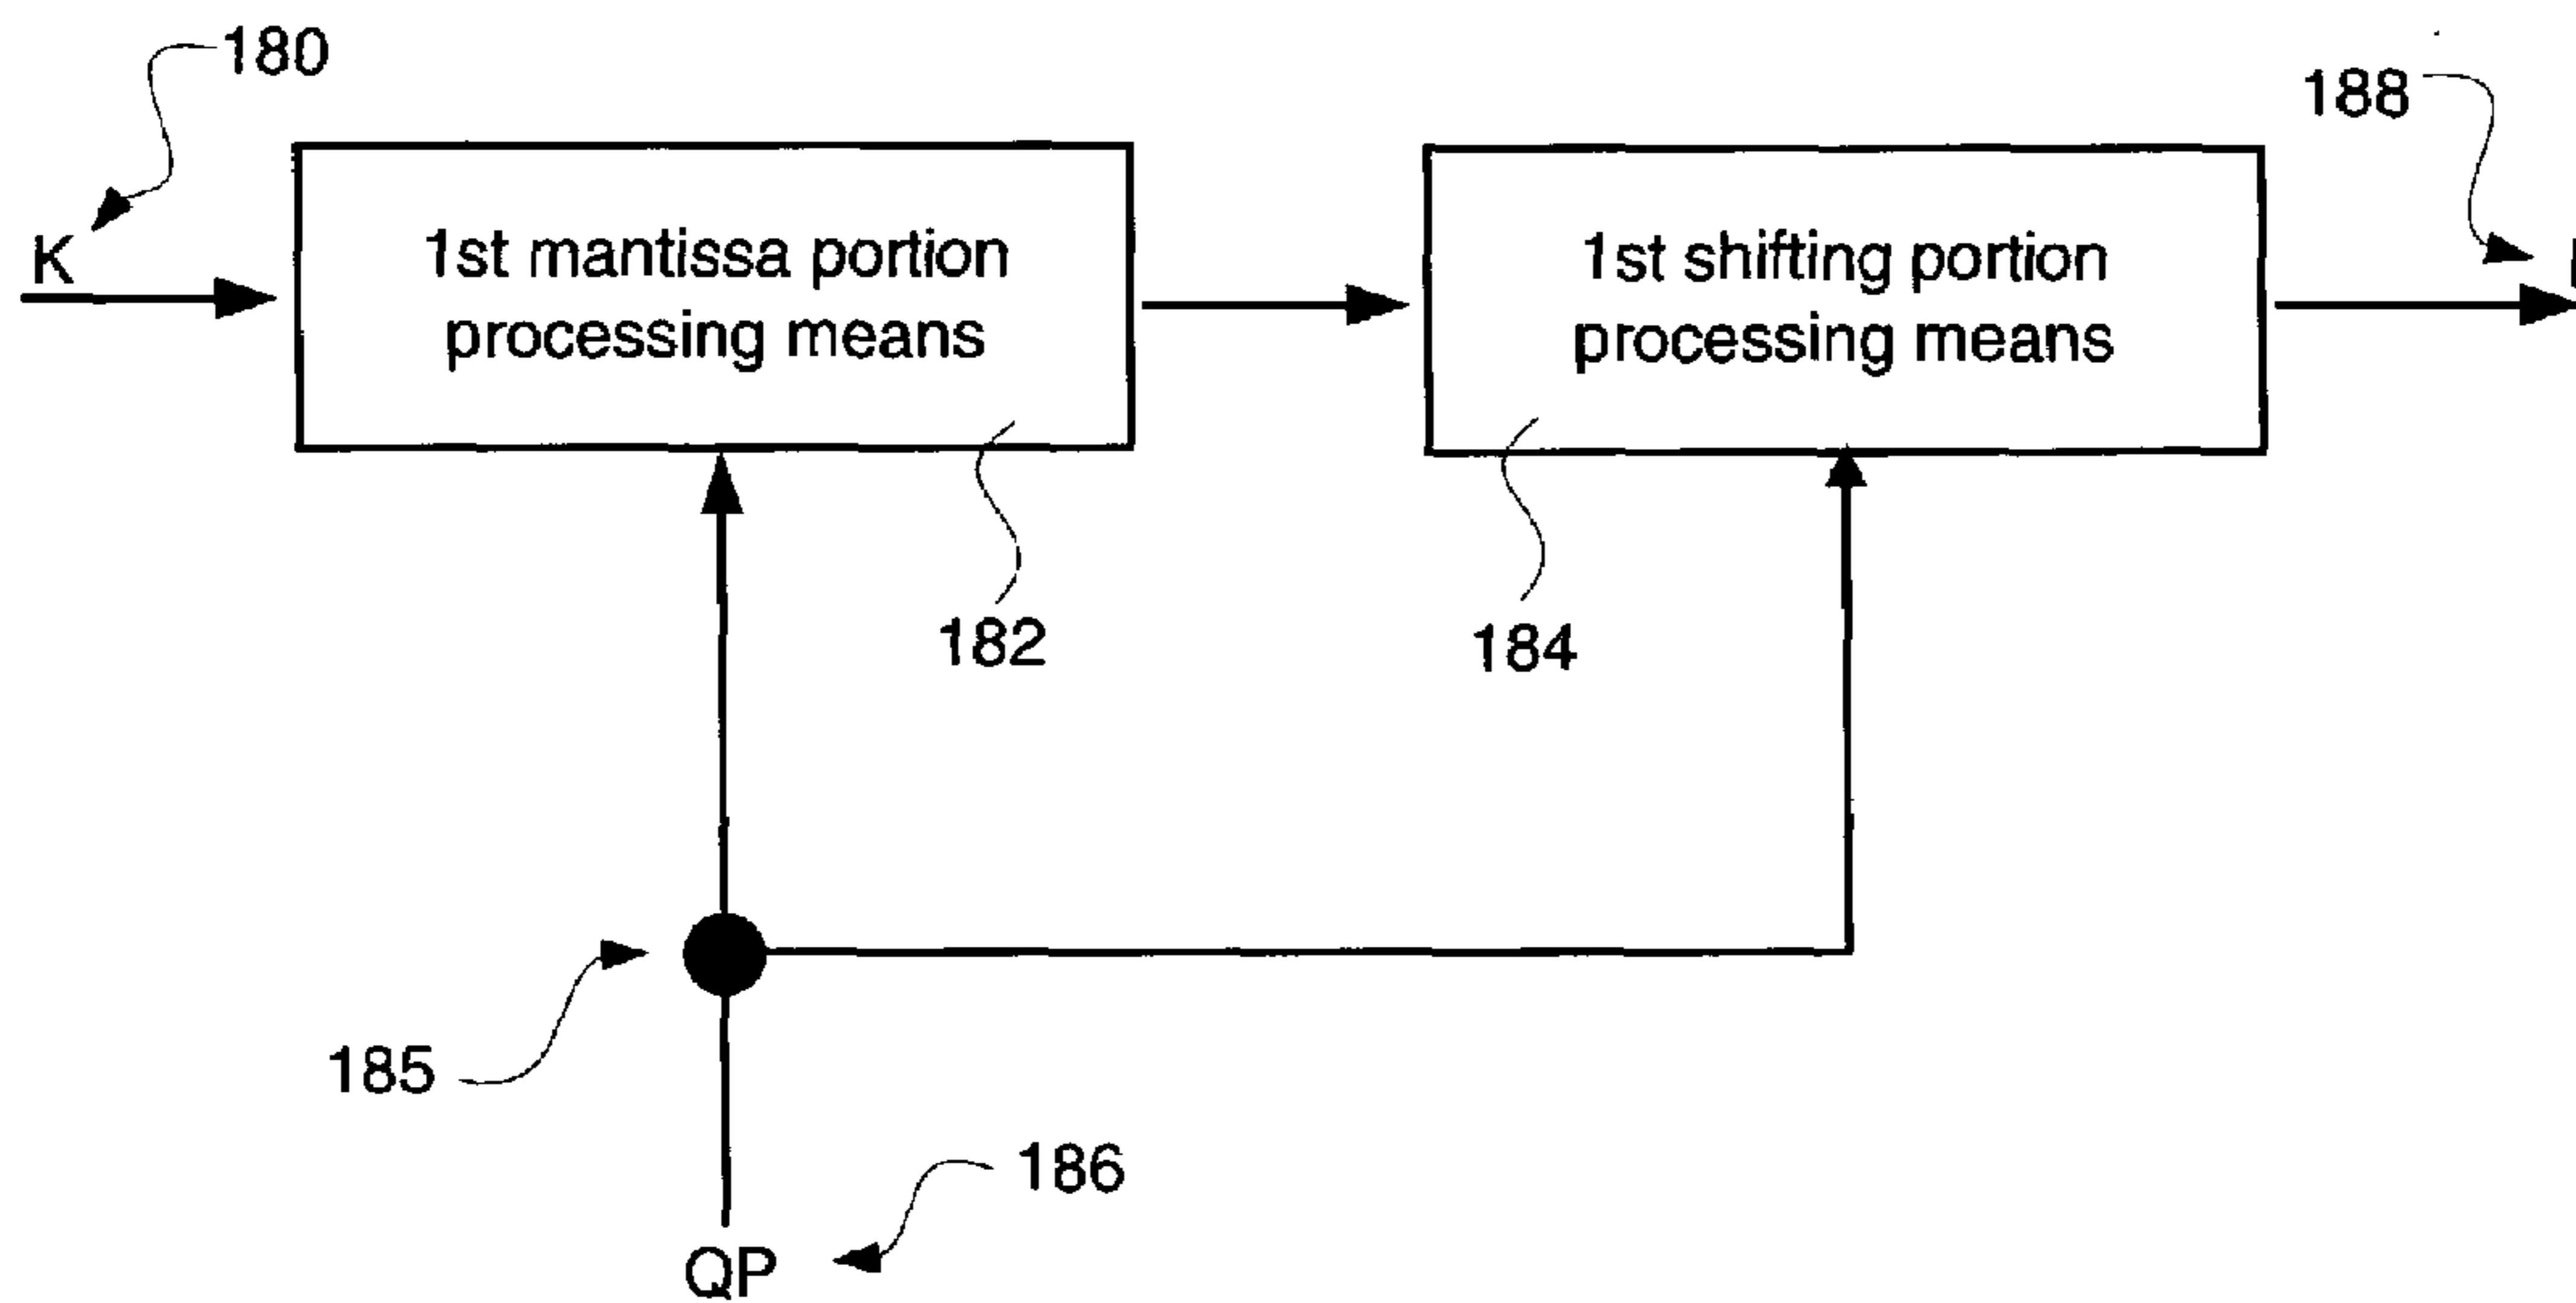 180
188
K
1st mantissa portion
processing means
1st shifting portion
processing means
182
184
185
186
QP